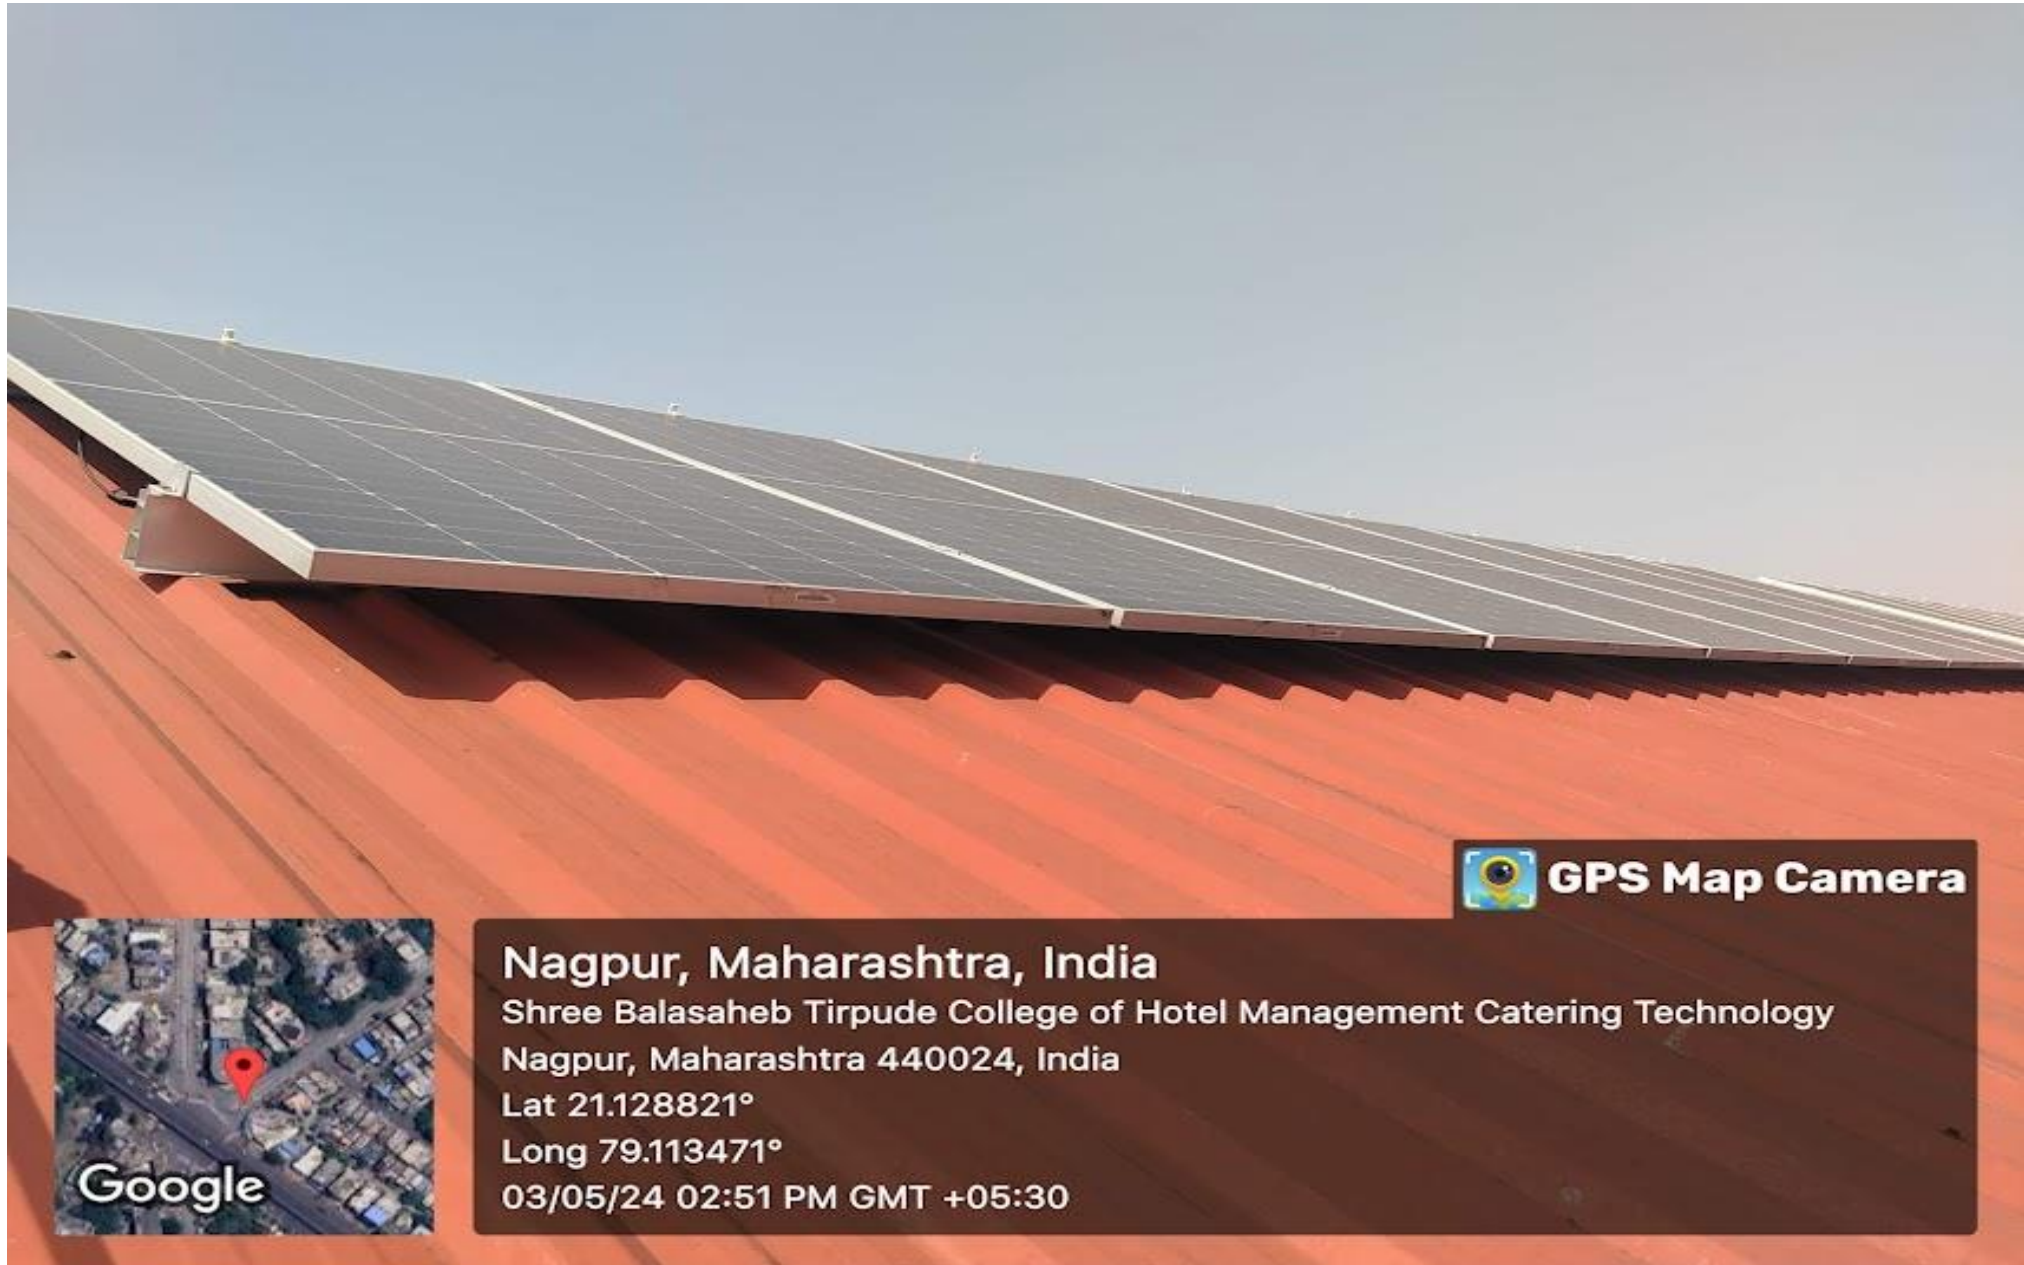 GPS Map Camera
Nagpur, Maharashtra, India
Shree Balasaheb Tirpude College of Hotel Management Catering Technology
Nagpur, Maharashtra 440024, India
Lat 21.128821°
Long 79.113471°
03/05/24 02:51 PM GMT +05:30
Google